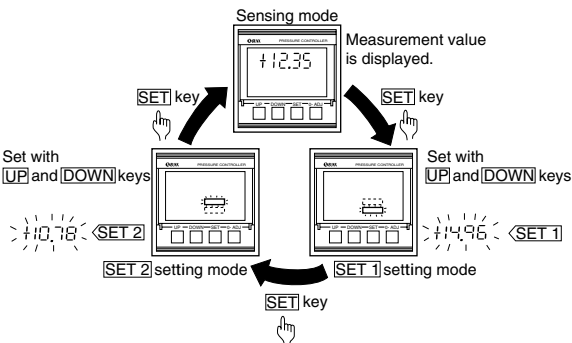 Sensing mode
PRESSURE CONTROLLER
+12.35
UP DOWN SET 0-ADJ
Measurement value
is displayed.
SET key
SET key
Set with
UP and DOWN keys
PRESSURE CONTROLLER
UP DOWN SET 0-ADJ
+10.78 SET 2
SET 2 setting mode
PRESSURE CONTROLLER
UP DOWN SET 0-ADJ
Set with
UP and DOWN keys
+14.96 SET 1
SET 1 setting mode
SET key